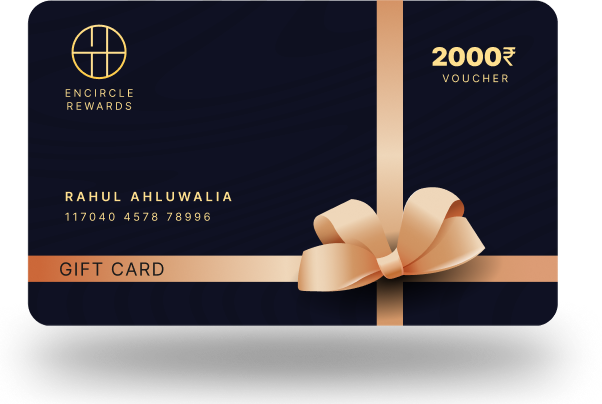 ENCIRCLE
REWARDS
2000₹
VOUCHER
RAHUL AHLUWALIA
117040 4578 78996
GIFT CARD